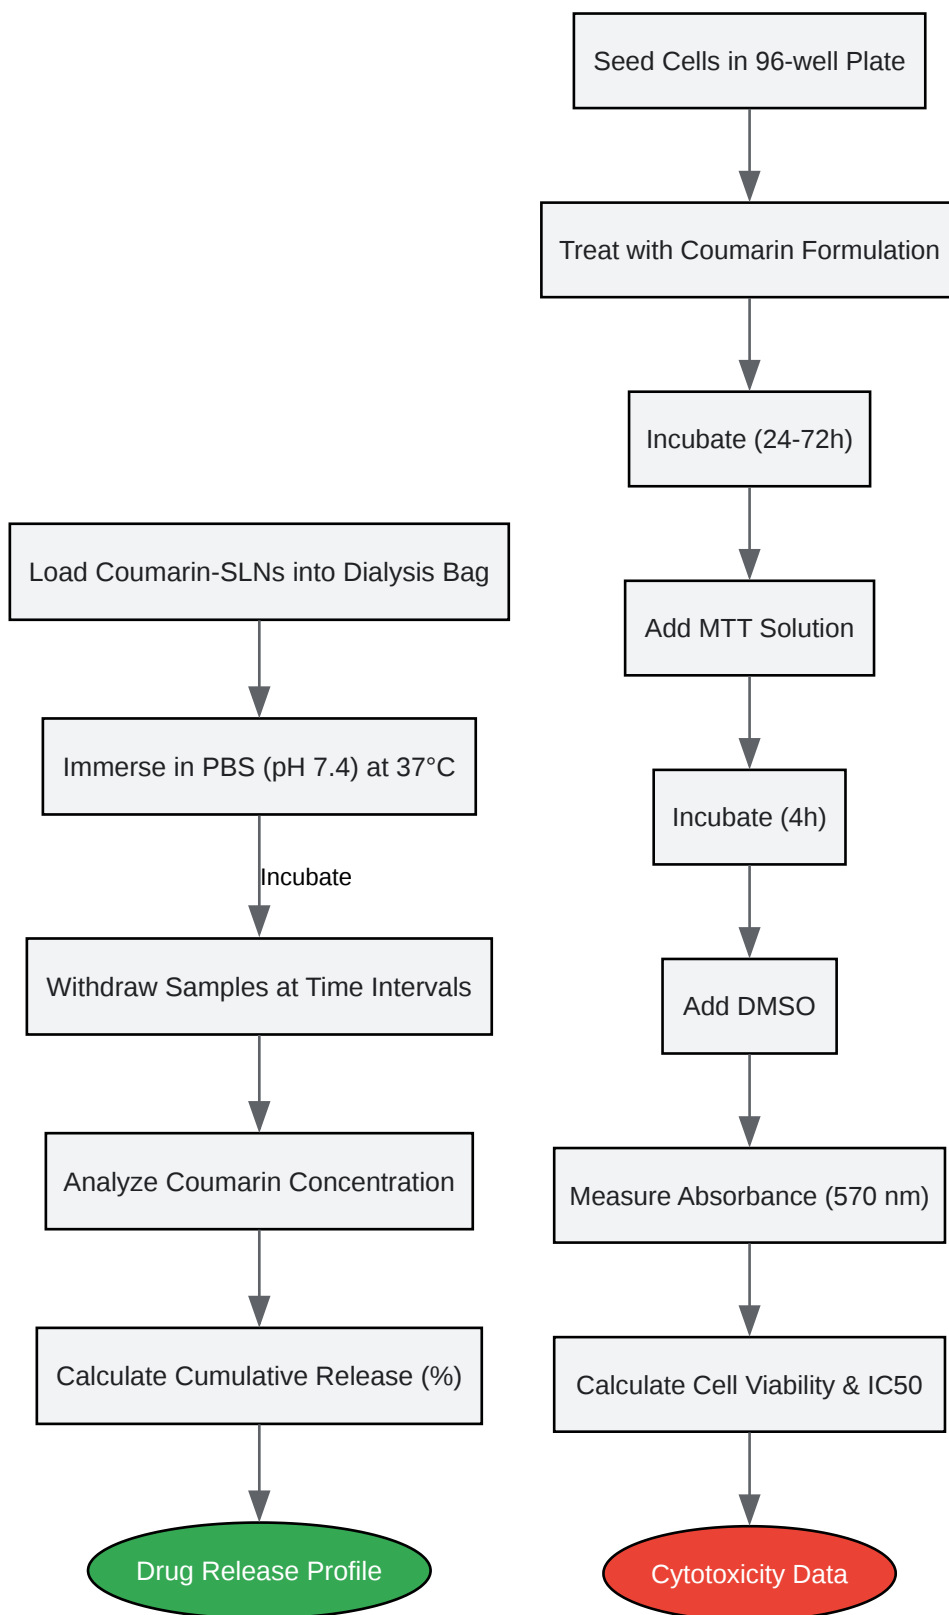 Load Coumarin-SLNs into Dialysis Bag
Immerse in PBS (pH 7.4) at 37°C
Incubate
Withdraw Samples at Time Intervals
Analyze Coumarin Concentration
Calculate Cumulative Release (%)
Drug Release Profile
Seed Cells in 96-well Plate
Treat with Coumarin Formulation
Incubate (24-72h)
Add MTT Solution
Incubate (4h)
Add DMSO
Measure Absorbance (570 nm)
Calculate Cell Viability & IC50
Cytotoxicity Data